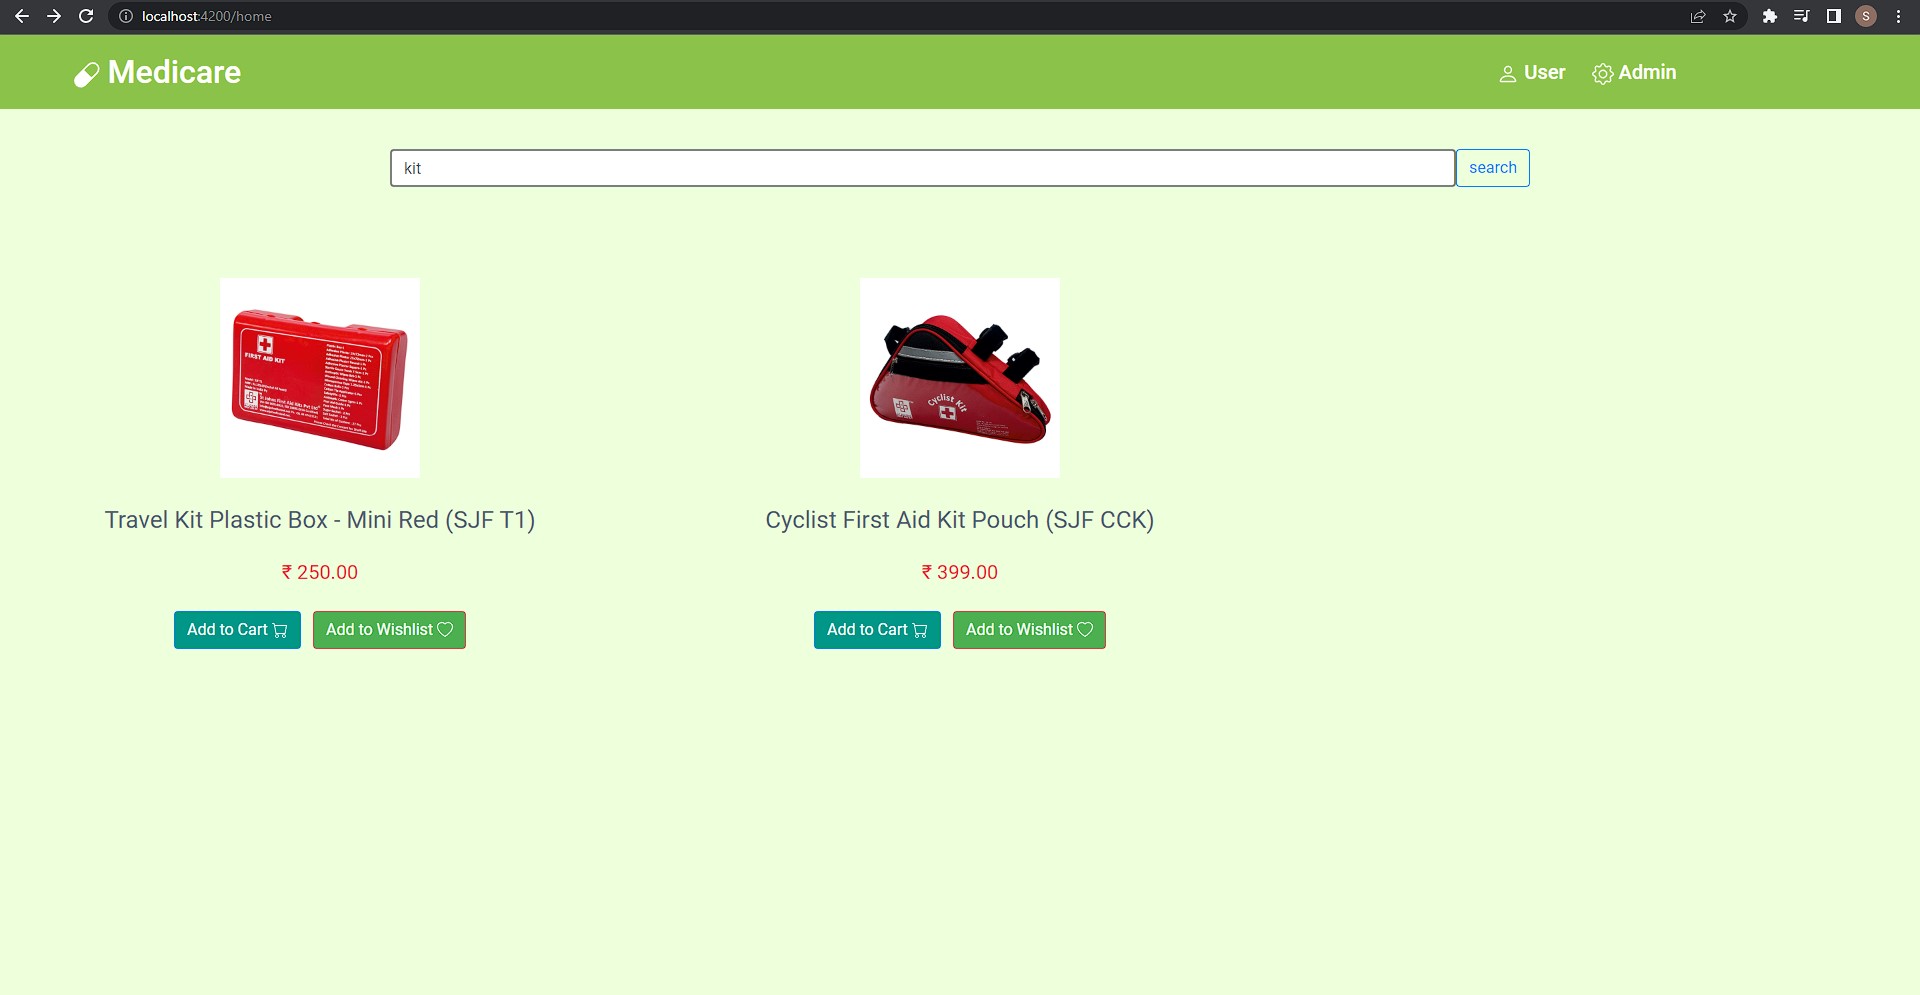 localhost:4200/home
S
Medicare
User
Admin
kit
search
FIRST AID KIT
Cyclist Kit
Travel Kit Plastic Box - Mini Red (SJF T1)
Cyclist First Aid Kit Pouch (SJF CCK)
₹ 250.00
₹ 399.00
Add to Cart
Add to Wishlist
Add to Cart
Add to Wishlist